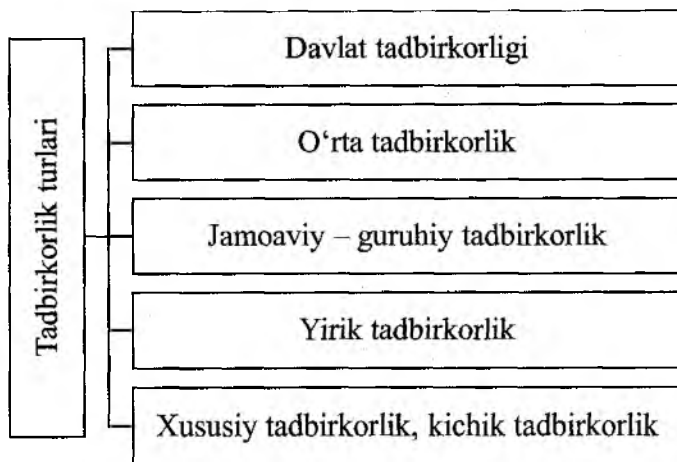 Tadbirkorlik turlari
Davlat tadbirkorligi
O‘rta tadbirkorlik
Jamoaviy – guruhiy tadbirkorlik
Yirik tadbirkorlik
Xususiy tadbirkorlik, kichik tadbirkorlik